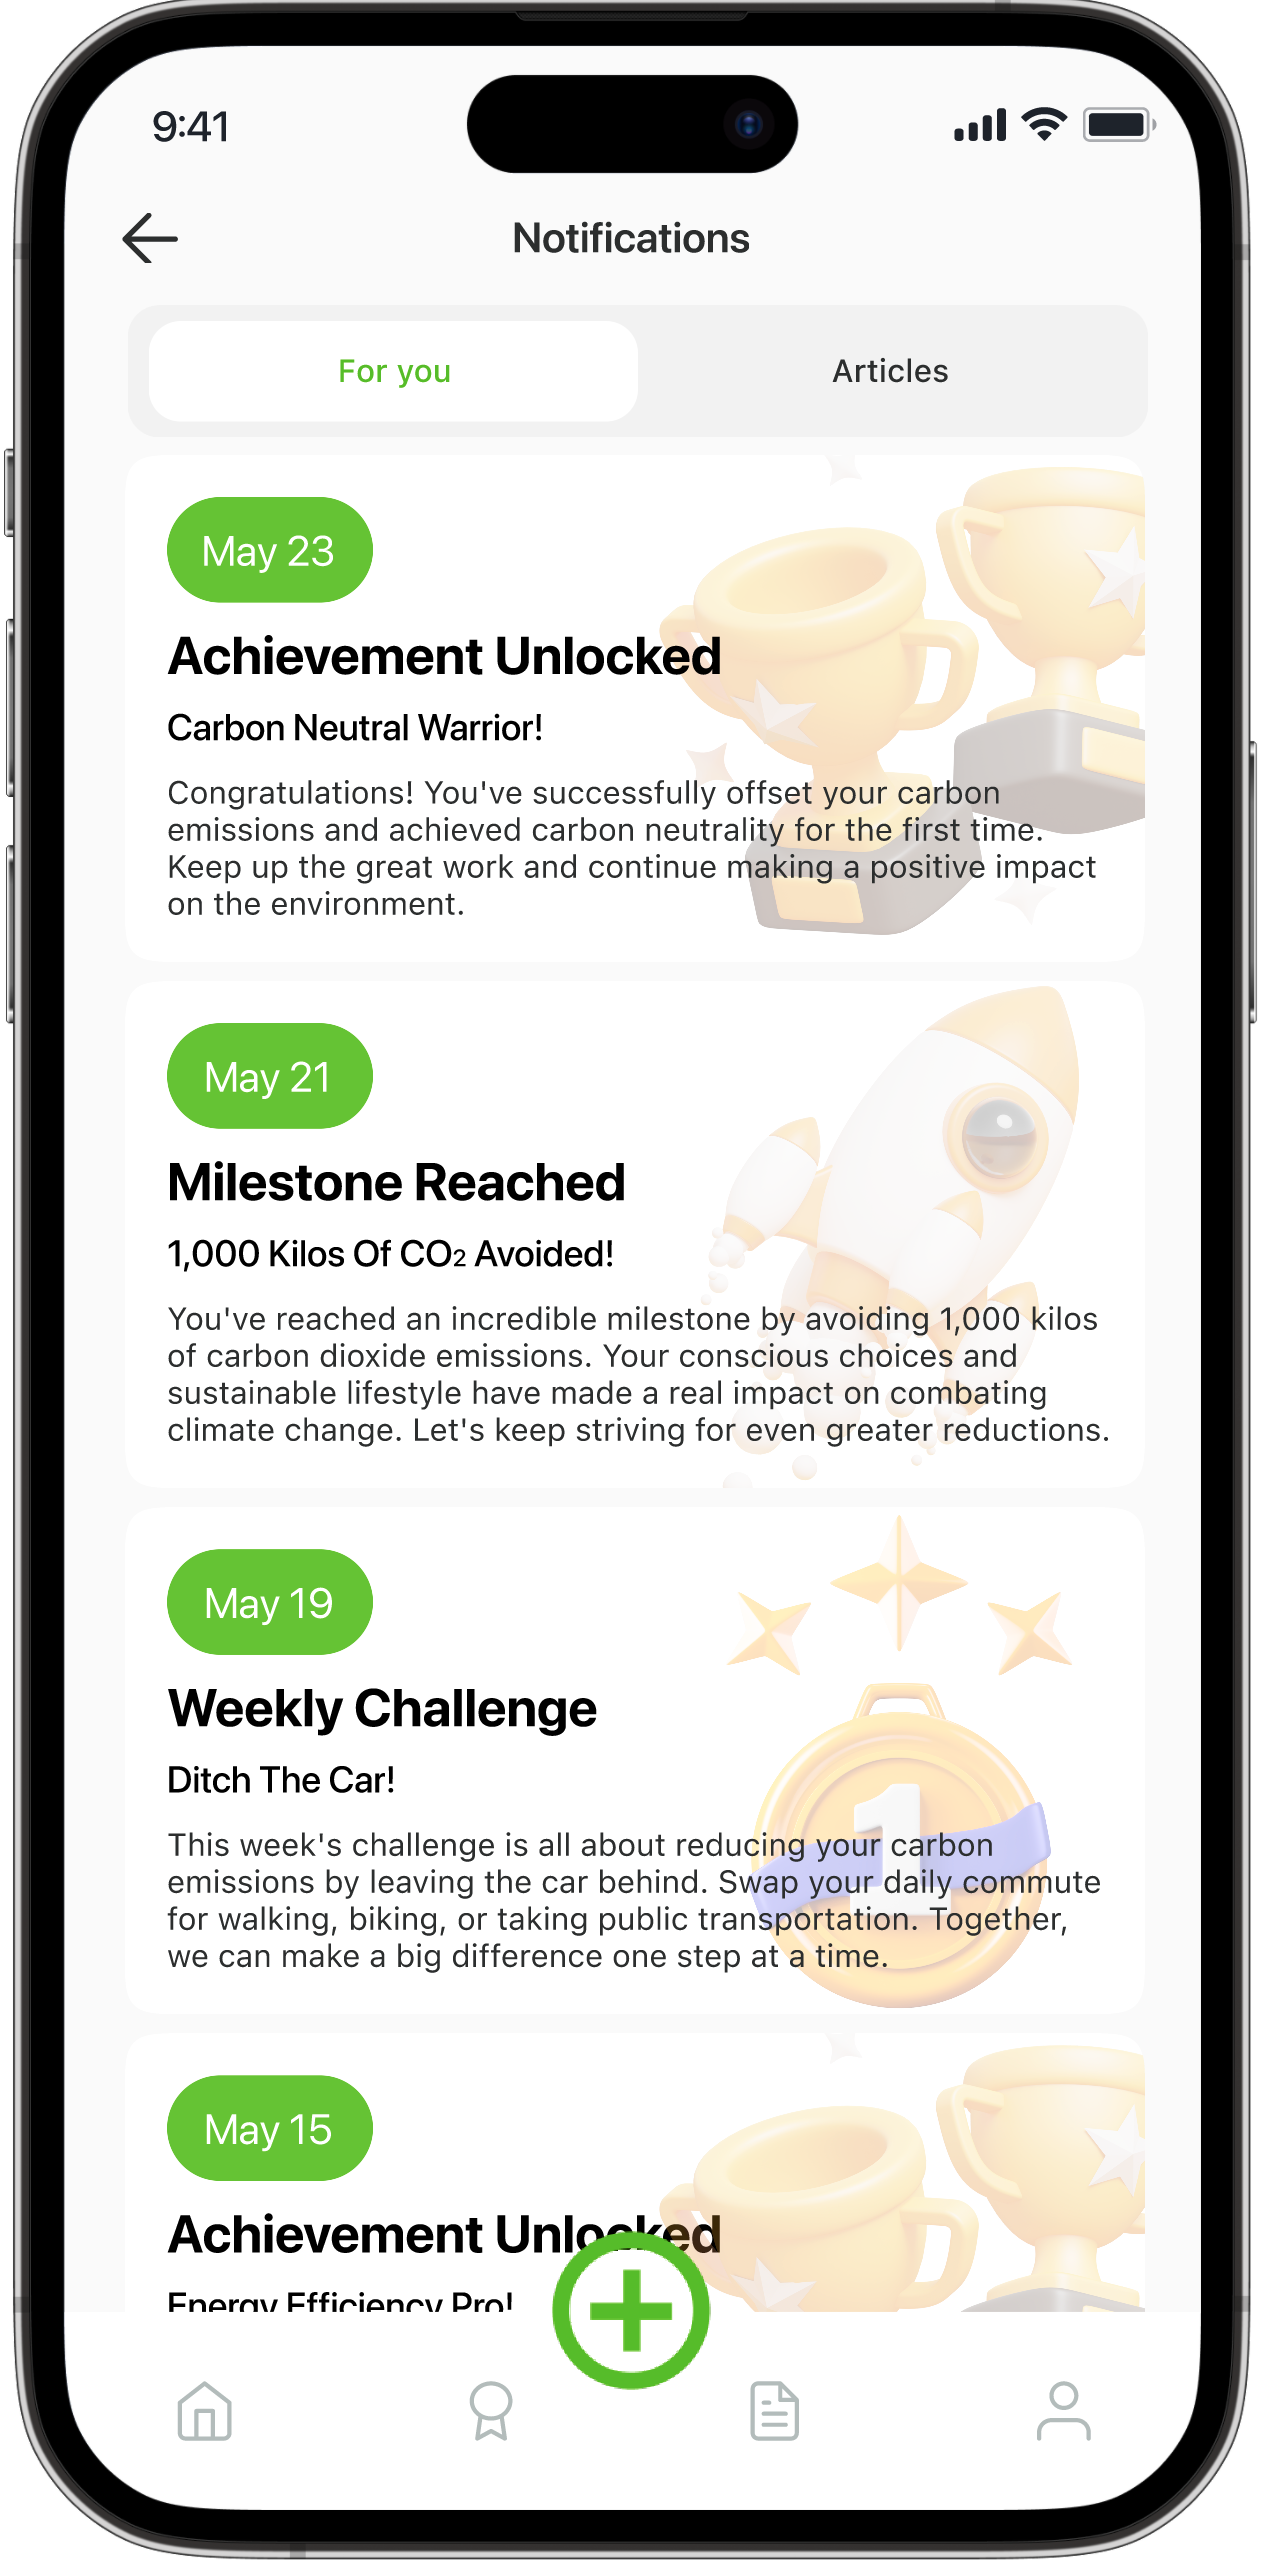 9:41
Notifications
For you
Articles
May 23
Achievement Unlocked
Carbon Neutral Warrior!
Congratulations! You've successfully offset your carbon
emissions and achieved carbon neutrality for the first time.
Keep up the great work and continue making a positive impact
on the environment.
May 21
Milestone Reached
1,000 Kilos Of CO₂ Avoided!
You've reached an incredible milestone by avoiding 1,000 kilos
of carbon dioxide emissions. Your conscious choices and
sustainable lifestyle have made a real impact on combating
climate change. Let's keep striving for even greater reductions.
May 19
Weekly Challenge
Ditch The Car!
1
This week's challenge is all about reducing your carbon
emissions by leaving the car behind. Swap your daily commute
for walking, biking, or taking public transportation. Together,
we can make a big difference one step at a time.
May 15
Achievement Unlocked
Energy Efficiency Pro!